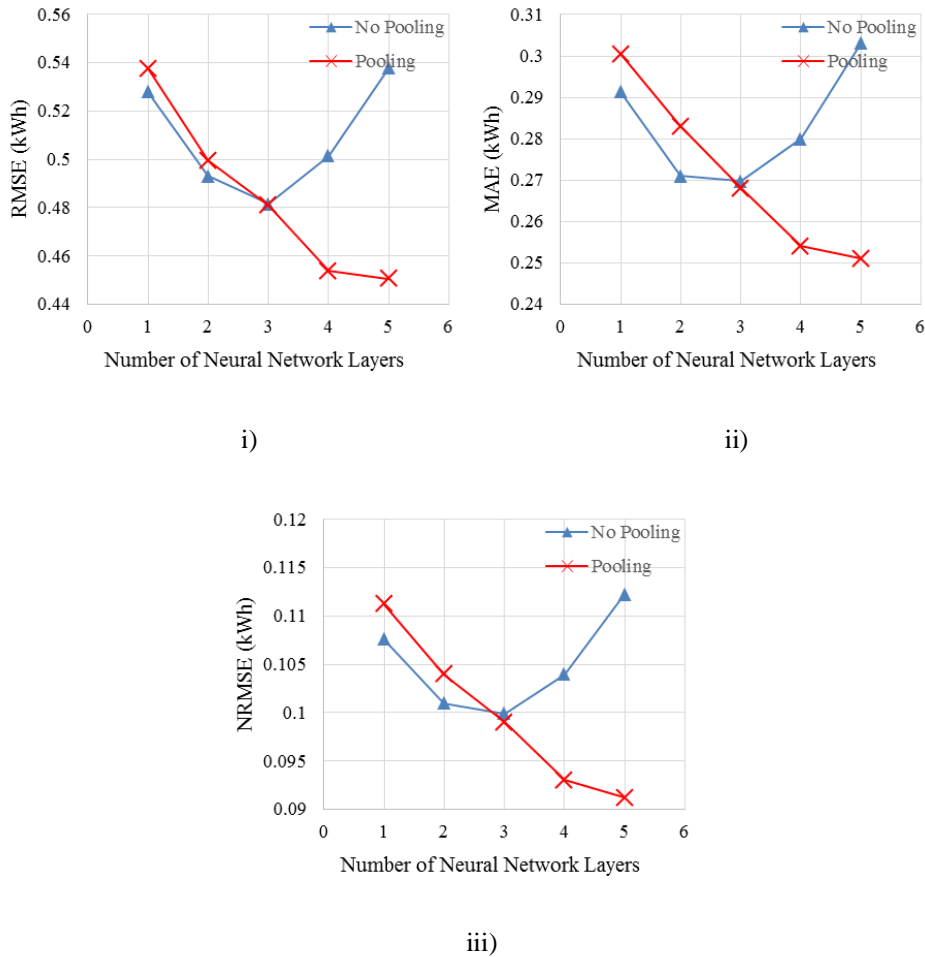 0.56
0.54
0.52
0.5
0.48
0.46
0.44
RMSE (kWh)
No Pooling
Pooling
0 1 2 3 4 5 6
Number of Neural Network Layers
i)
0.31
0.3
0.29
0.28
0.27
0.26
0.25
0.24
MAE (kWh)
No Pooling
Pooling
0 1 2 3 4 5 6
Number of Neural Network Layers
ii)
0.12
0.115
0.11
0.105
0.1
0.095
0.09
NRMSE (kWh)
No Pooling
Pooling
0 1 2 3 4 5 6
Number of Neural Network Layers
iii)